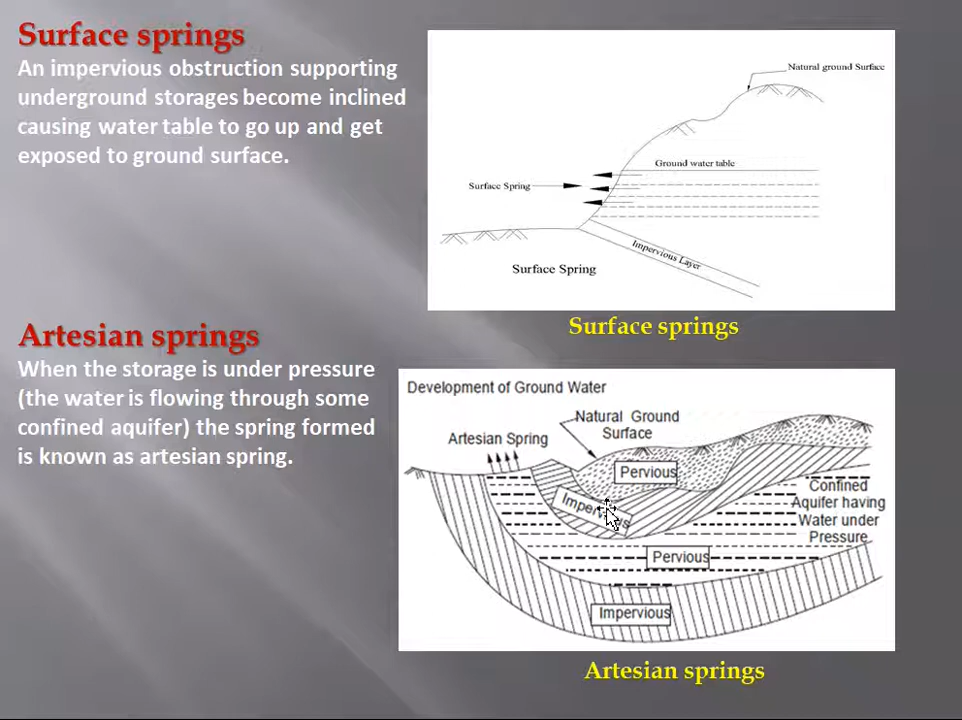 Surface springs
An impervious obstruction supporting
underground storages become inclined
causing water table to go up and get
exposed to ground surface.
Natural ground Surface
Ground water table
Surface Spring
Impervious Layer
Surface Spring
Surface springs
Artesian springs
When the storage is under pressure
(the water is flowing through some
confined aquifer) the spring formed
is known as artesian spring.
Development of Ground Water
Natural Ground
Surface
Artesian Spring
Pervious
Impervious
Confined
Aquifer having
Water under
Pressure
Pervious
Impervious
Artesian springs